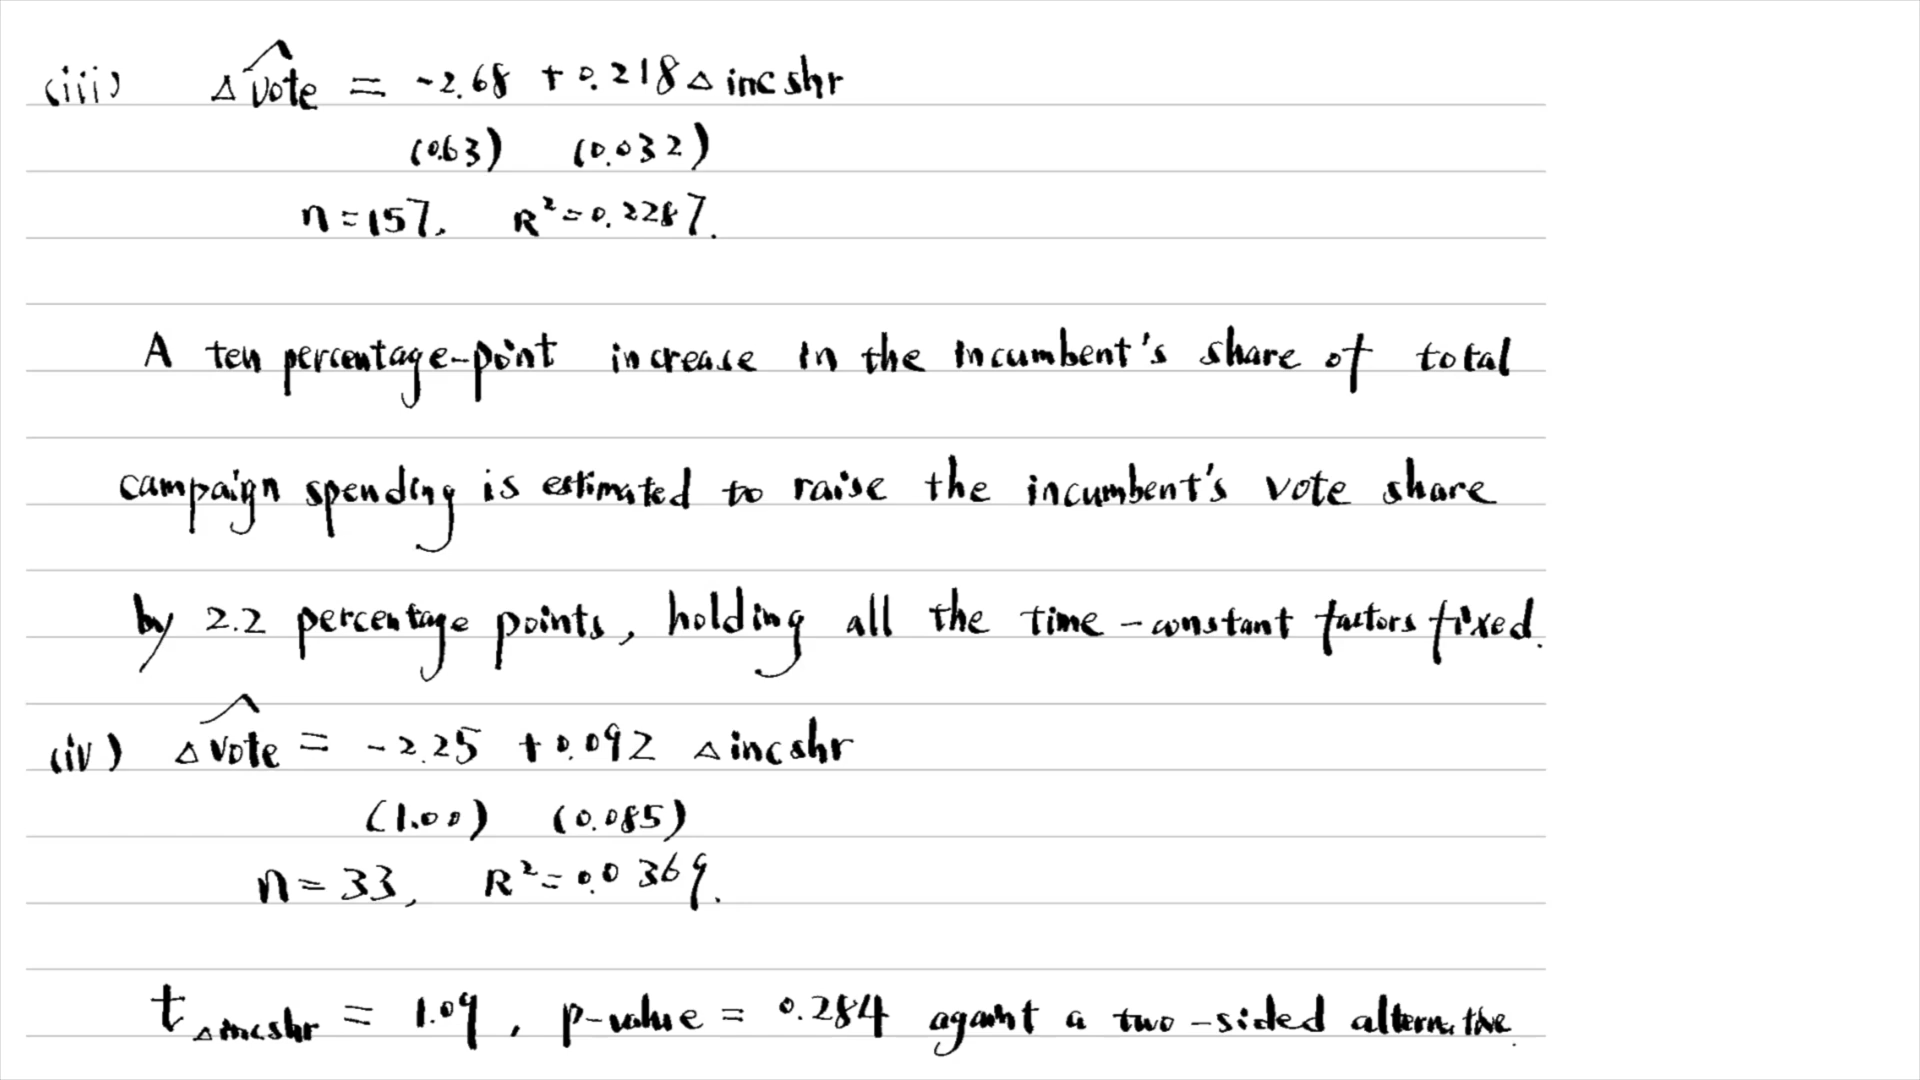 (iii) Δvote^ = -2.68 + 0.218 Δ incshr
(0.63) (0.032)
n = 157, R² = 0.2287.
A ten percentage-point increase in the incumbent's share of total
campaign spending is estimated to raise the incumbent's vote share
by 2.2 percentage points, holding all the time-constant factors fixed.
(iv) Δvote^ = -2.25 + 0.092 Δincshr
(1.00) (0.085)
n = 33, R² = 0.0369.
tΔincshr = 1.09, p-value = 0.284 against a two-sided alternative.